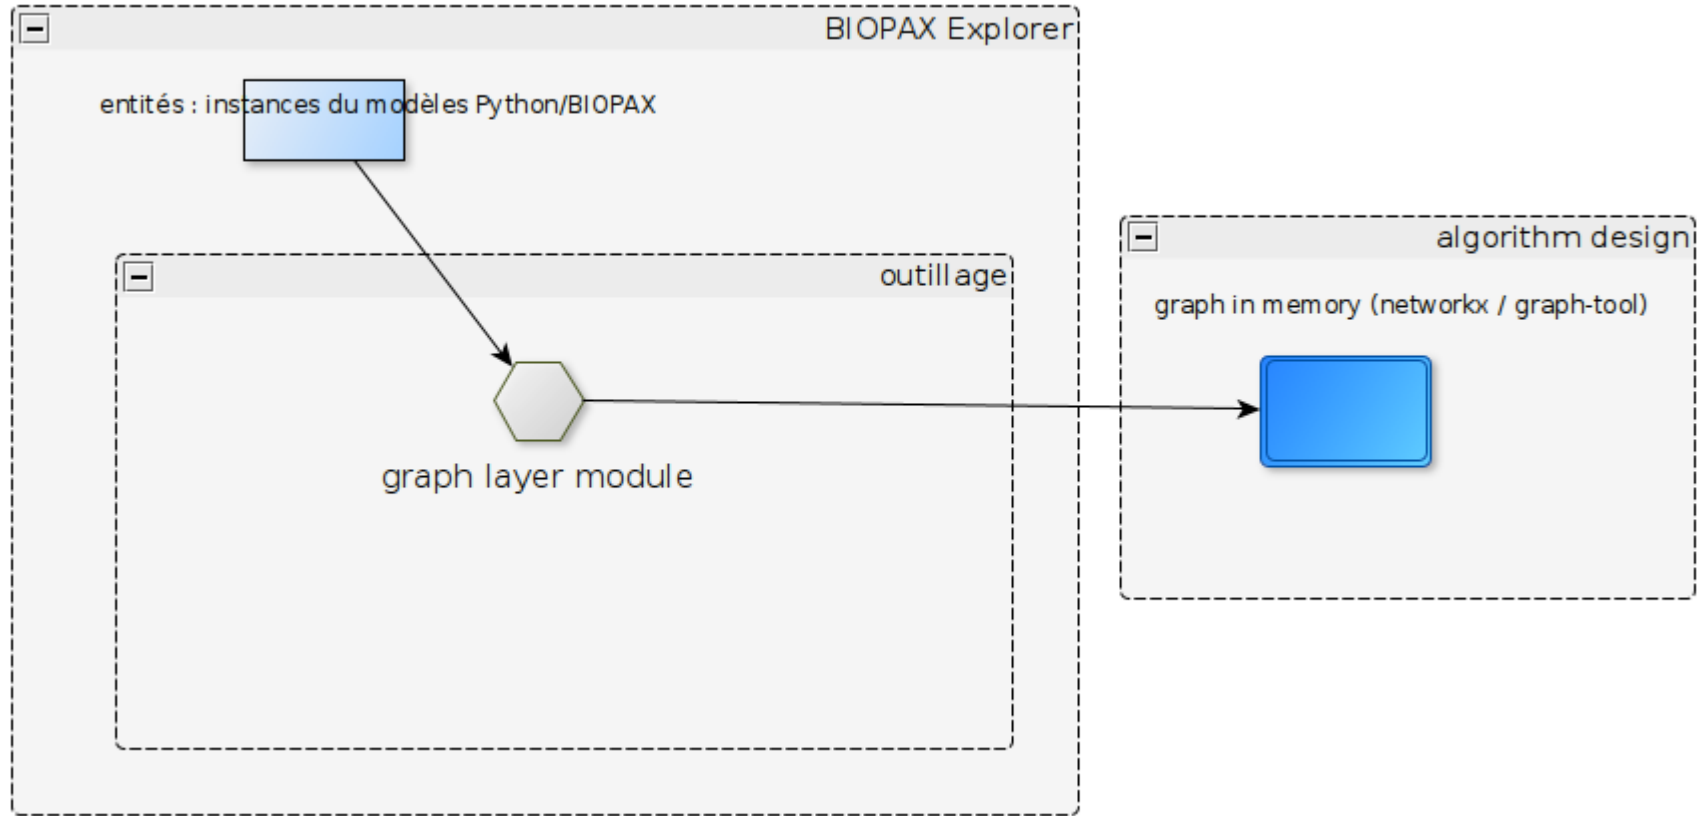 BIOPAX Explorer
entités : instances du modèles Python/BIOPAX
algorithm design
outillage
graph in memory (networkx / graph-tool)
graph layer module